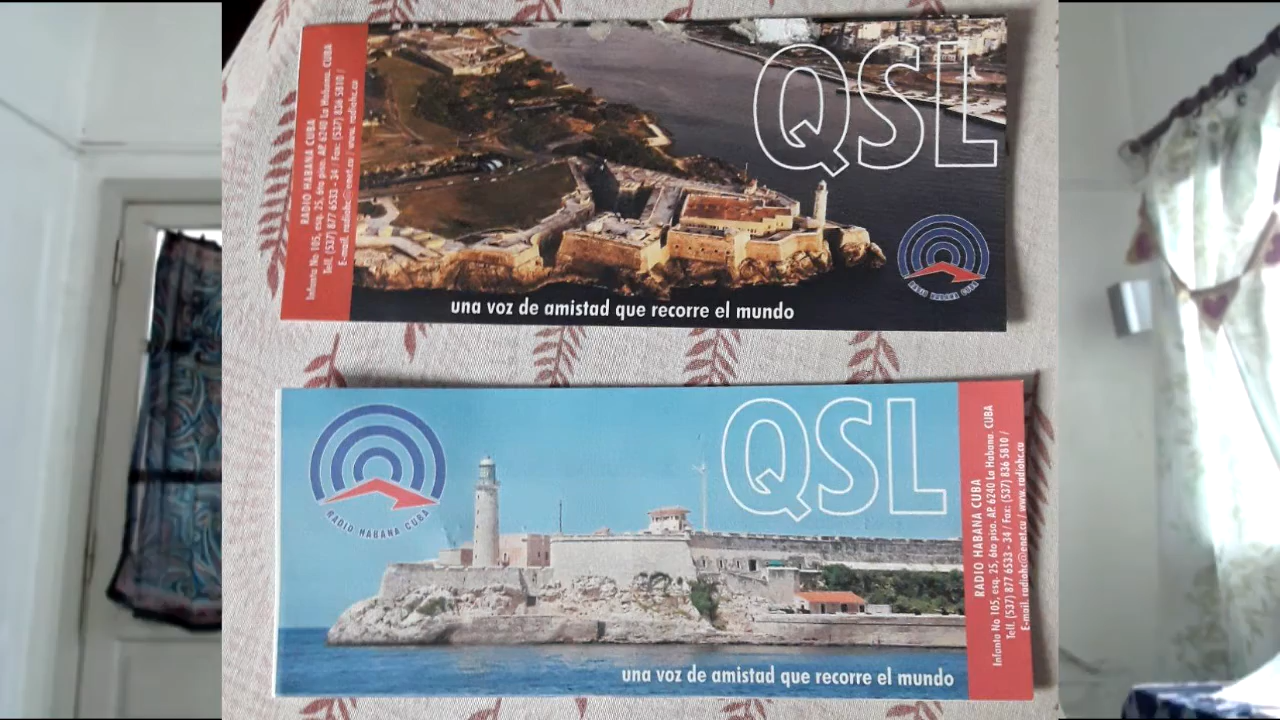 RADIO HABANA CUBA
Infanta No 105, esq. 25, 6to piso. AP. 6240 La Habana. CUBA
Telf. (537) 877 6533 - 34 / Fax: (537) 836 5810 /
E-mail. radiohc@enet.cu / www. radiohc.cu
QSL
RADIO HABANA CUBA
una voz de amistad que recorre el mundo
RADIO HABANA CUBA
QSL
una voz de amistad que recorre el mundo
RADIO HABANA CUBA
Infanta No 105, esq. 25, 6to piso. AP. 6240 La Habana. CUBA
Telf. (537) 877 6533 - 34 / Fax: (537) 836 5810 /
E-mail. radiohc@enet.cu / www.radiohc.cu